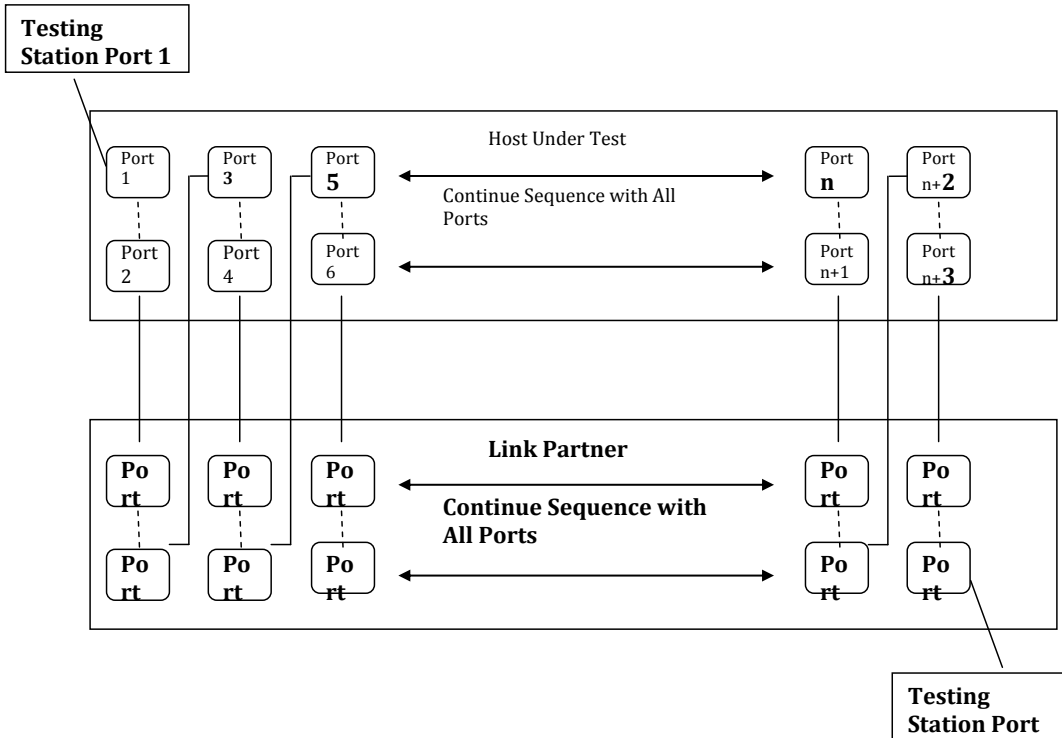 Testing
Station Port 1
Host Under Test
Port
1
Port
3
Port
5
Port
n
Port
n+2
Continue Sequence with All
Ports
Port
2
Port
4
Port
6
Port
n+1
Port
n+3
Link Partner
Po
rt
Po
rt
Po
rt
Po
rt
Po
rt
Continue Sequence with
All Ports
Po
rt
Po
rt
Po
rt
Po
rt
Po
rt
Testing
Station Port